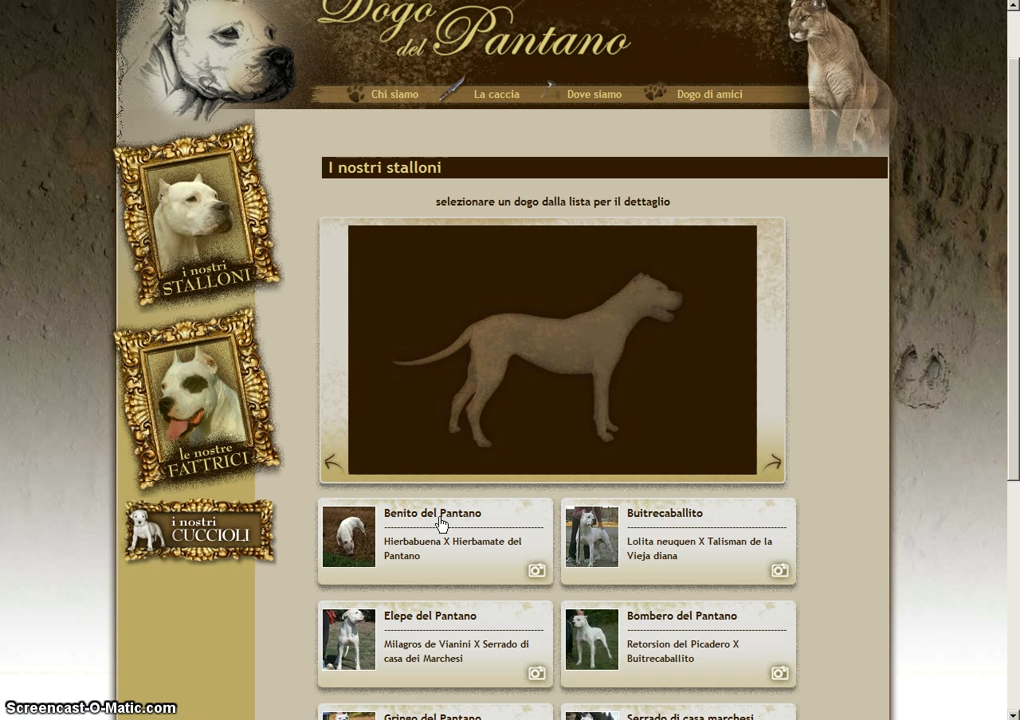 Dogo
del Pantano
Chi siamo
La caccia
Dove siamo
Dogo di amici
I nostri stalloni
selezionare un dogo dalla lista per il dettaglio
i nostri
STALLONI
le nostre
FATTRICI
i nostri
CUCCIOLI
Benito del Pantano
Hierbabuena X Hierbamate del
Pantano
Buitrecaballito
Lolita neuquen X Talisman de la
Vieja diana
Elepe del Pantano
Milagros de Vianini X Serrado di
casa dei Marchesi
Bombero del Pantano
Retorsion del Picadero X
Buitrecaballito
Gringo del Pantano
Serrado di casa marchesi
Screencast-O-Matic.com